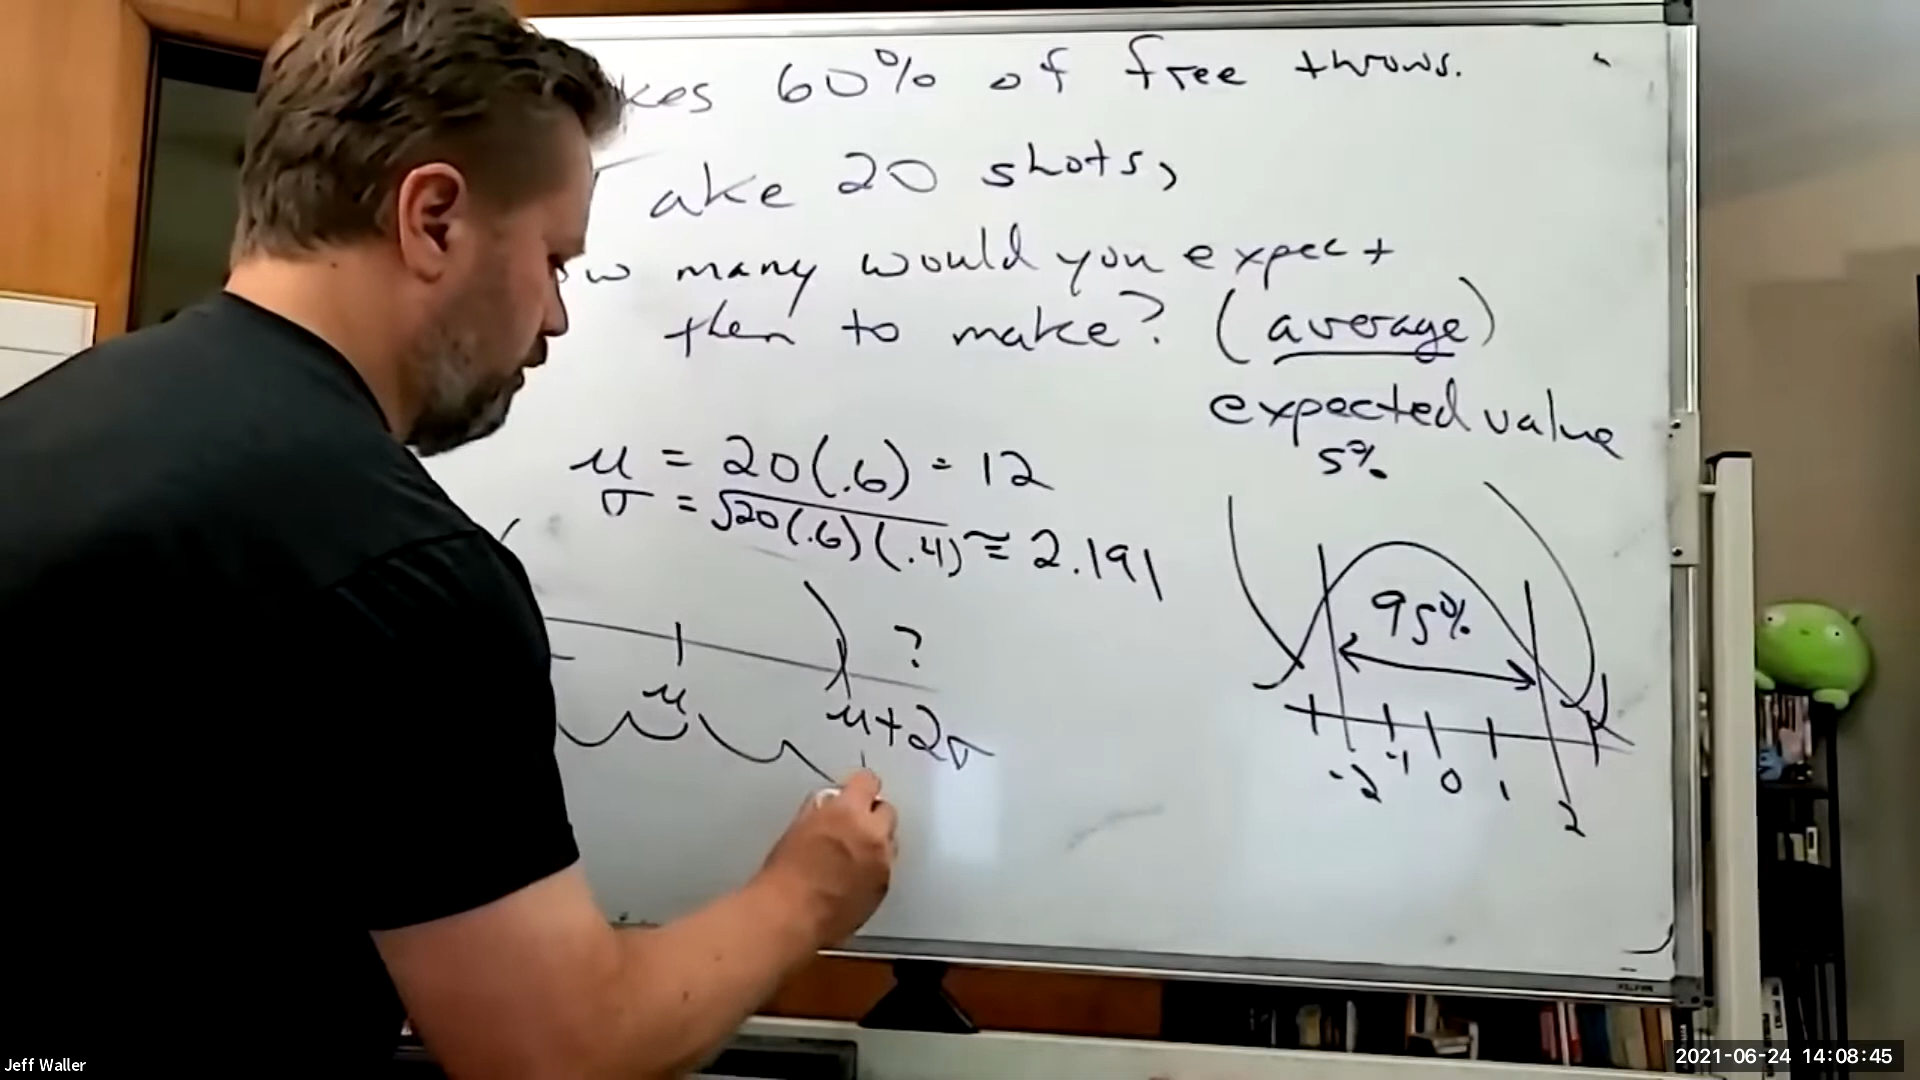 kes 60% of free throws.
Take 20 shots,
ow many would you expect
them to make? (average)
expected value
5%
μ = 20(.6) = 12
σ = √20(.6)(.4) ≈ 2.191
95%
?
μ
μ+2σ
-2 -1 0 1 2
Jeff Waller
2021-06-24 14:08:45